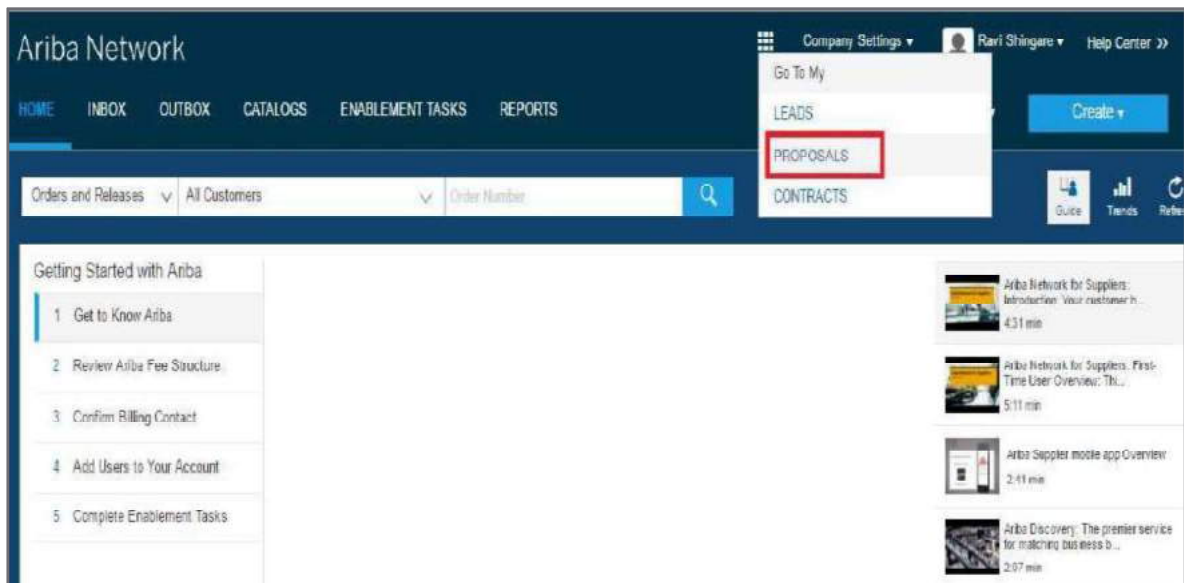 Ariba Network
Company Settings ▾
Ravi Shingare ▾
Help Center »
Go To My
HOME
INBOX
OUTBOX
CATALOGS
ENABLEMENT TASKS
REPORTS
LEADS
Create ▾
PROPOSALS
CONTRACTS
Orders and Releases
All Customers
Order Number
Guide
Trends
Refre
Getting Started with Ariba
1 Get to Know Ariba
2 Review Ariba Fee Structure
3 Confirm Billing Contact
4 Add Users to Your Account
5 Complete Enablement Tasks
Ariba Network for Suppliers:
Introduction: Your customer h...
4:31 min
Ariba Network for Suppliers: First-
Time User Overview: Thi...
5:11 min
Ariba Supplier mobile app Overview
2:41 min
Ariba Discovery: The premier service
for matching business b...
2:07 min